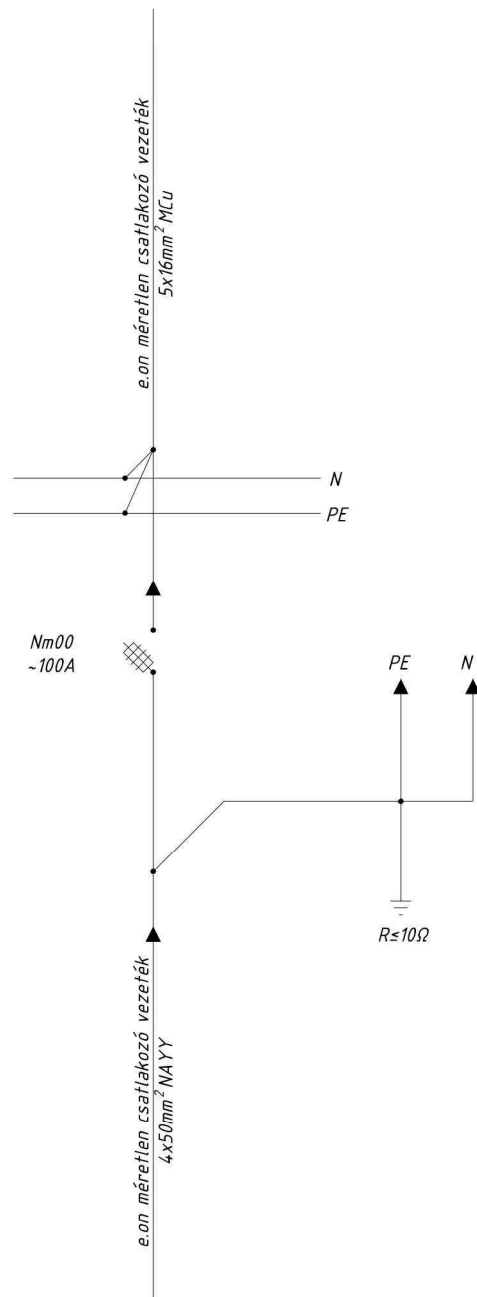 e.on méretlen csatlakozó vezeték
5x16mm² MCu
N
PE
Nm00
~100A
PE
N
R≤10Ω
e.on méretlen csatlakozó vezeték
4x50mm² NAYY